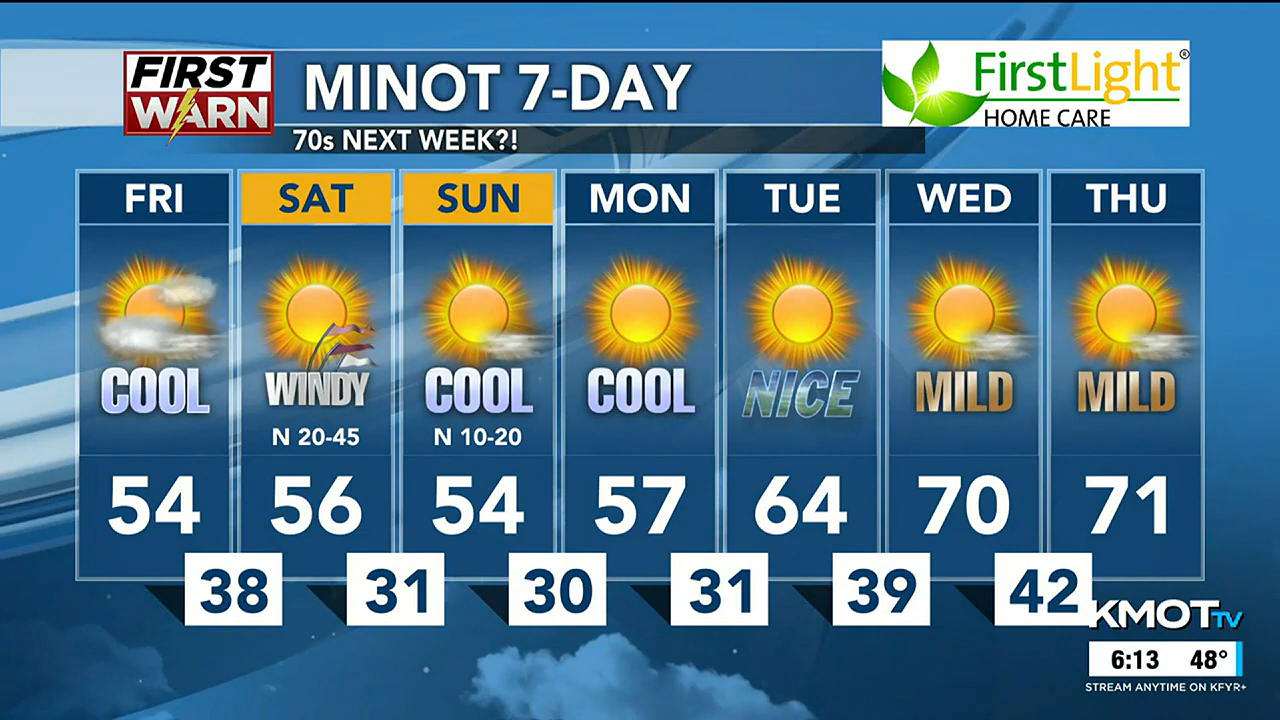 FIRST
WARN
MINOT 7-DAY
70s NEXT WEEK?!
FirstLight®
HOME CARE
FRI SAT SUN MON TUE WED THU
COOL WINDY COOL COOL NICE MILD MILD
N 20-45 N 10-20
54 56 54 57 64 70 71
38 31 30 31 39 42
KMOT TV
6:13 48°
STREAM ANYTIME ON KFYR+